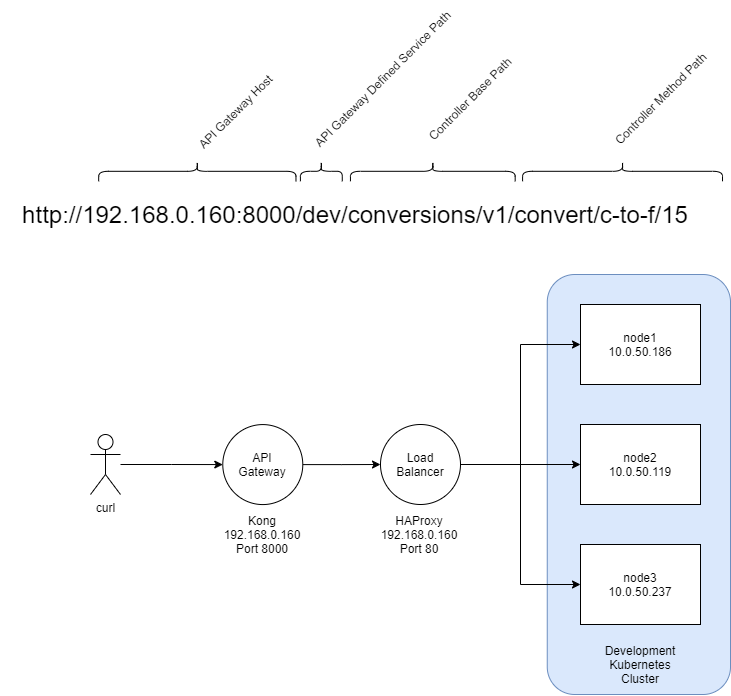 API Gateway Host
API Gateway Defined Service Path
Controller Base Path
Controller Method Path
http://192.168.0.160:8000/dev/conversions/v1/convert/c-to-f/15
node1
10.0.50.186
node2
10.0.50.119
node3
10.0.50.237
curl
API
Gateway
Kong
192.168.0.160
Port 8000
Load
Balancer
HAProxy
192.168.0.160
Port 80
Development
Kubernetes
Cluster